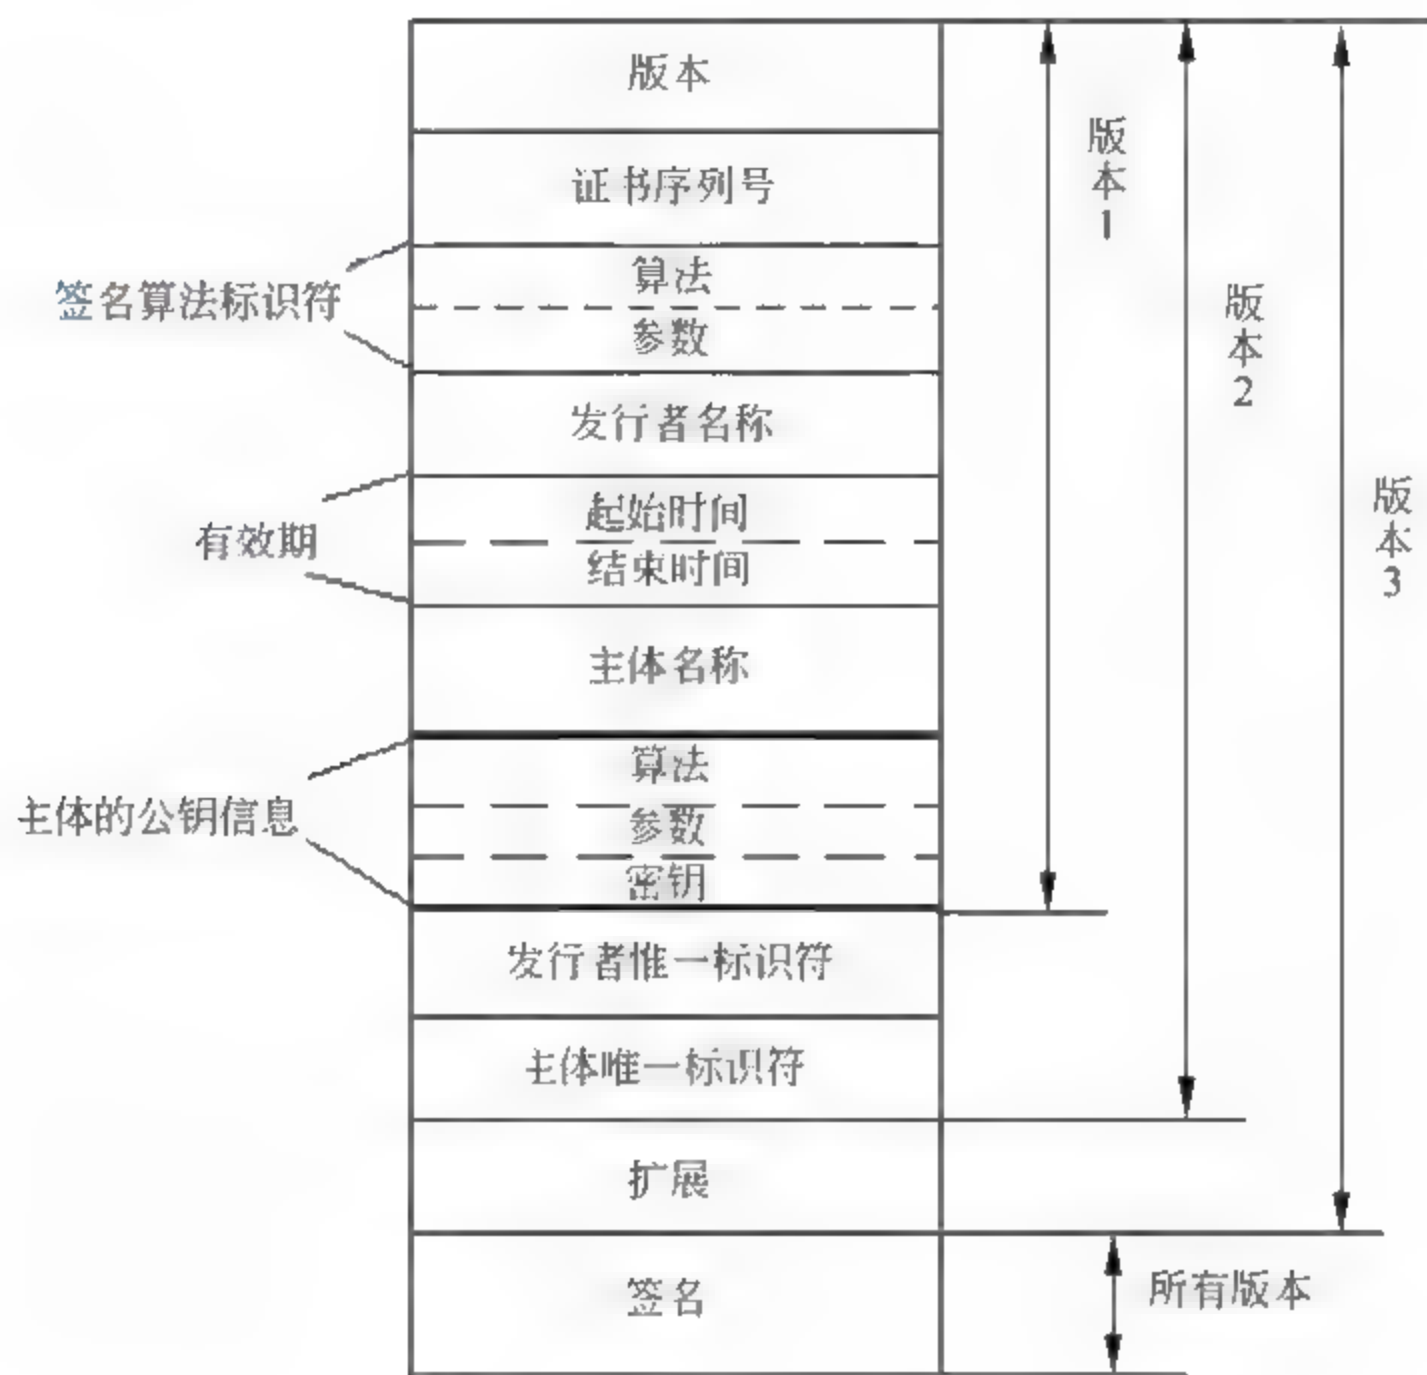 版本
证书序列号
签名算法标识符
算法
参数
发行者名称
有效期
起始时间
结束时间
主体名称
主体的公钥信息
算法
参数
密钥
发行者惟一标识符
主体唯一标识符
扩展
签名
版本1
版本2
版本3
所有版本